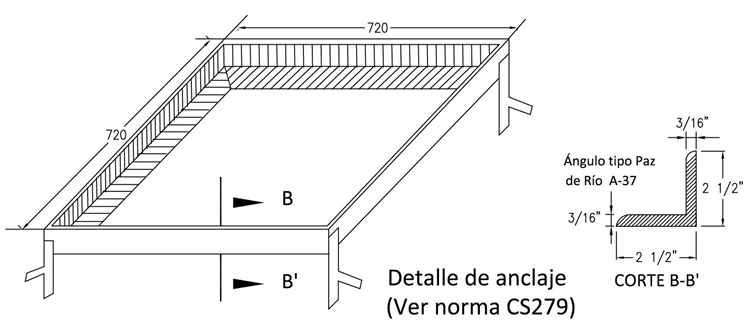 720
720
B
B'
Detalle de anclaje
(Ver norma CS279)
3/16"
Ángulo tipo Paz
de Río A-37
2 1/2"
3/16"
2 1/2"
CORTE B-B'